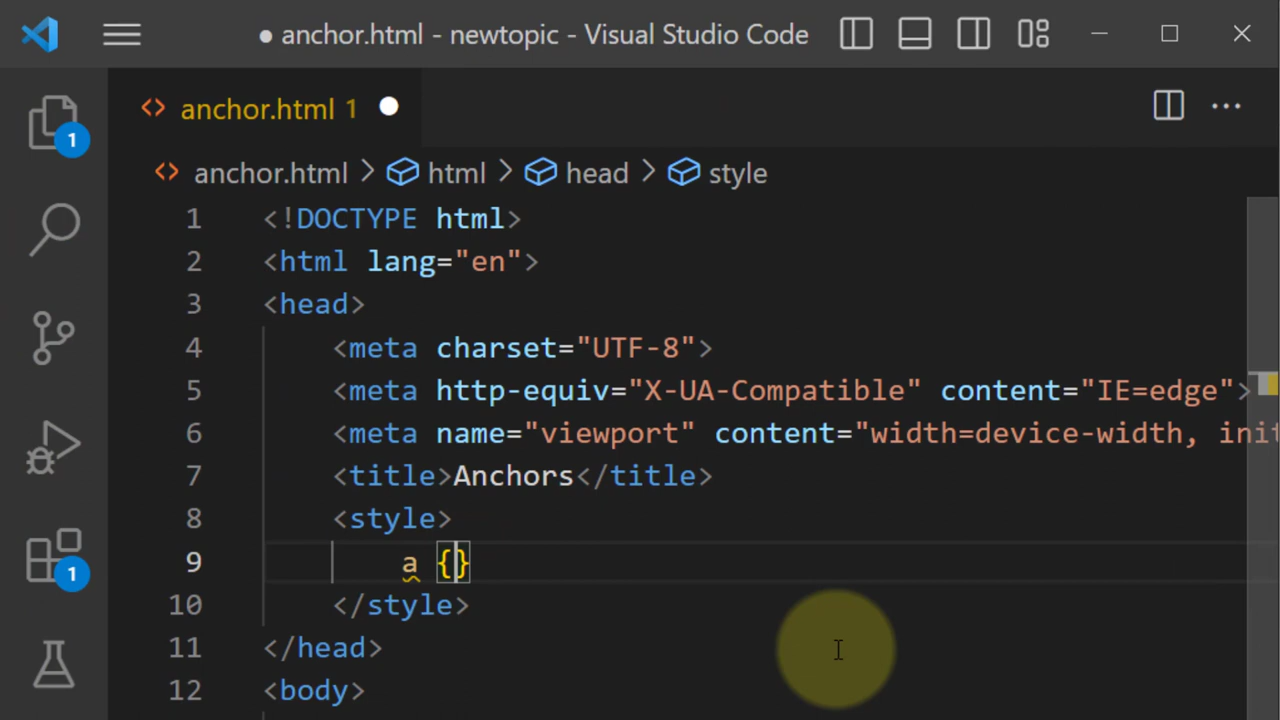 ● anchor.html - newtopic - Visual Studio Code
<> anchor.html 1 ●
1
<> anchor.html > html > head > style
1 <!DOCTYPE html>
2 <html lang="en">
3 <head>
4 <meta charset="UTF-8">
5 <meta http-equiv="X-UA-Compatible" content="IE=edge">
6 <meta name="viewport" content="width=device-width, init
7 <title>Anchors</title>
8 <style>
9 a {}
1
10 </style>
11 </head>
12 <body>